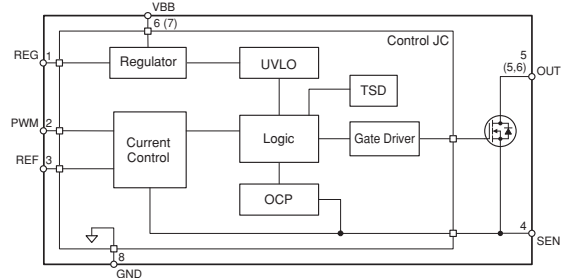 VBB
6 (7)
Control JC
REG
1
Regulator
UVLO
5
(5,6)
OUT
TSD
PWM
2
Current
Control
Logic
Gate Driver
REF
3
OCP
4
SEN
8
GND